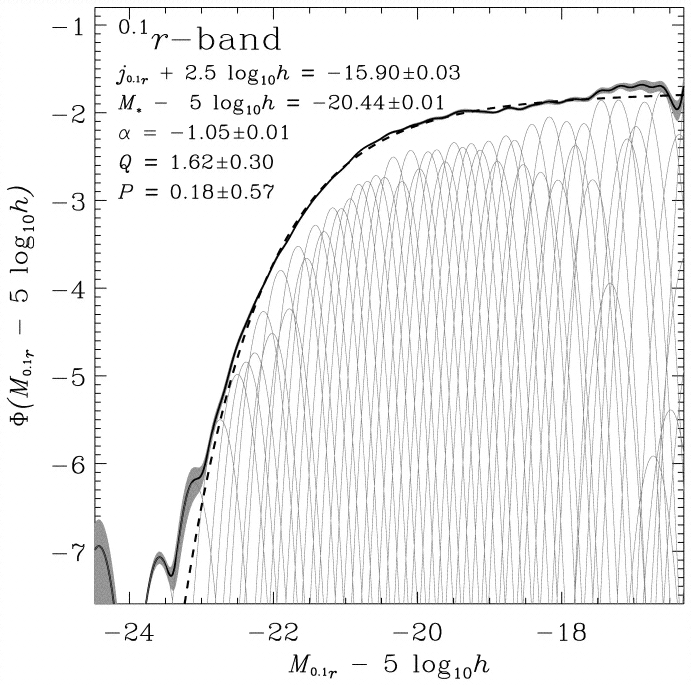 −1
−2
−3
−4
−5
−6
−7
Φ(M₀.₁ᵣ − 5 log₁₀h)
⁰·¹r−band
j₀.₁ᵣ + 2.5 log₁₀h = −15.90±0.03
M* − 5 log₁₀h = −20.44±0.01
α = −1.05±0.01
Q = 1.62±0.30
P = 0.18±0.57
−24 −22 −20 −18
M₀.₁ᵣ − 5 log₁₀h